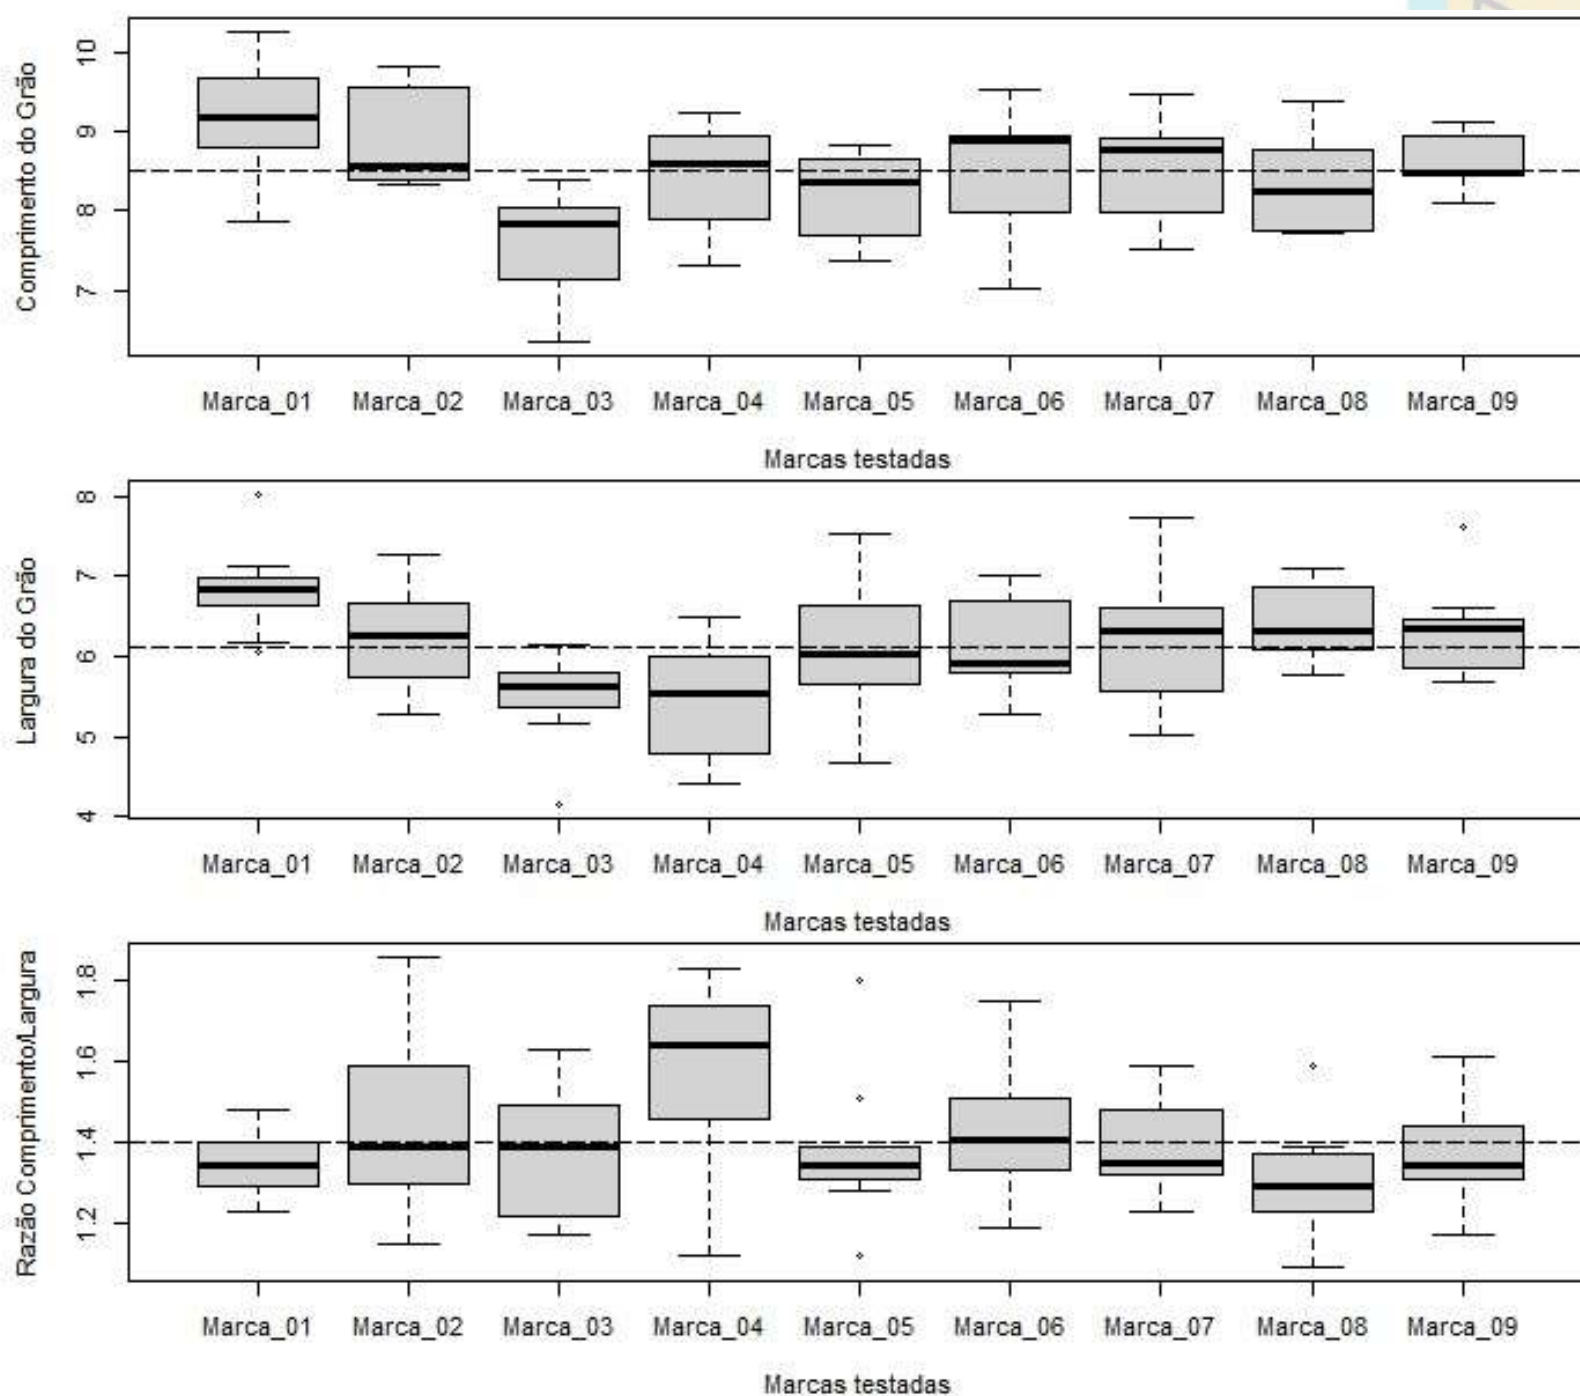 Comprimento do Grão
10
9
8
7
Marca_01 Marca_02 Marca_03 Marca_04 Marca_05 Marca_06 Marca_07 Marca_08 Marca_09
Marcas testadas
Largura do Grão
8
7
6
5
4
Marca_01 Marca_02 Marca_03 Marca_04 Marca_05 Marca_06 Marca_07 Marca_08 Marca_09
Marcas testadas
Razão Comprimento/Largura
1.8
1.6
1.4
1.2
Marca_01 Marca_02 Marca_03 Marca_04 Marca_05 Marca_06 Marca_07 Marca_08 Marca_09
Marcas testadas